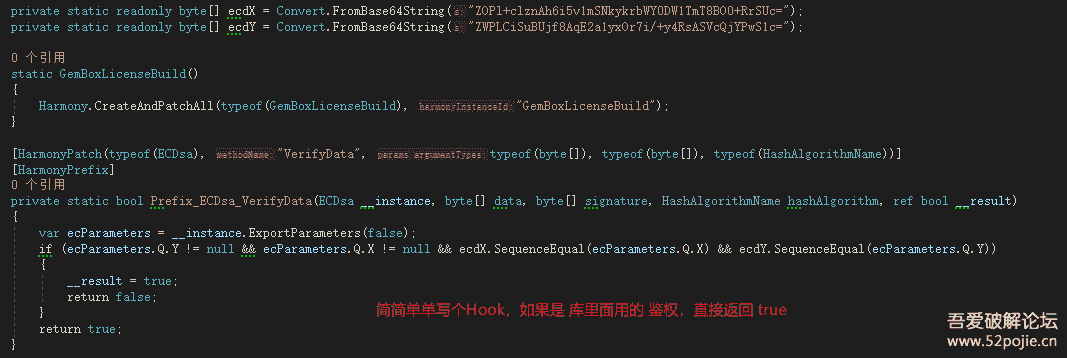 private static readonly byte[] ecdX = Convert.FromBase64String(s:"ZOPl+clznAh6i5v1mSNkykrbWY0DW1TmT8BO0+RrSUc=");
private static readonly byte[] ecdY = Convert.FromBase64String(s:"ZWPLCiSuBUjf8AqE2a1yxOr7i/+y4RsASVcQjYPwS1c=");
0 个引用
static GemBoxLicenseBuild()
{
Harmony.CreateAndPatchAll(typeof(GemBoxLicenseBuild), harmonyInstanceId:"GemBoxLicenseBuild");
}
[HarmonyPatch(typeof(ECDsa), methodName:"VerifyData", params argumentTypes:typeof(byte[]), typeof(byte[]), typeof(HashAlgorithmName))]
[HarmonyPrefix]
0 个引用
private static bool Prefix_ECDsa_VerifyData(ECDsa __instance, byte[] data, byte[] signature, HashAlgorithmName hashAlgorithm, ref bool __result)
{
var ecParameters = __instance.ExportParameters(false);
if (ecParameters.Q.Y != null && ecParameters.Q.X != null && ecdX.SequenceEqual(ecParameters.Q.X) && ecdY.SequenceEqual(ecParameters.Q.Y))
{
__result = true;
return false;
}
return true;
}
简简单单写个Hook，如果是 库里面用的 鉴权，直接返回 true
吾爱破解论坛
www.52pojie.cn